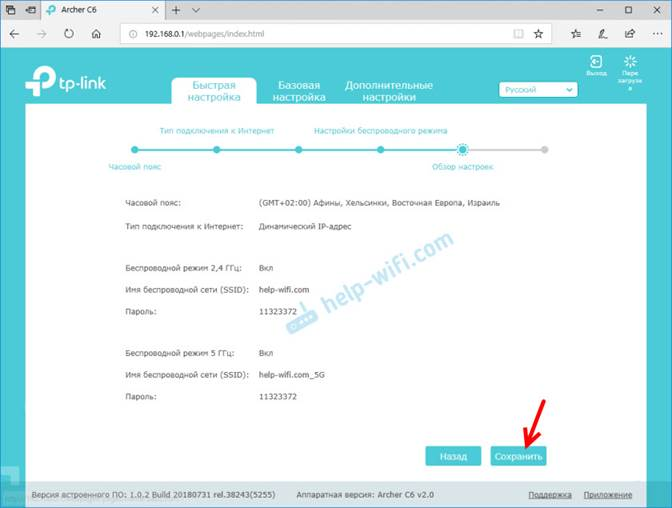 Archer C6
192.168.0.1/webpages/index.html
tp-link
Быстрая настройка
Базовая настройка
Дополнительные настройки
Русский
Выход
Пере
загрузи
Тип подключения к Интернет
Настройки беспроводного режима
Часовой пояс
Обзор настроек
Часовой пояс: (GMT+02:00) Афины, Хельсинки, Восточная Европа, Израиль
Тип подключения к Интернет: Динамический IP-адрес
Беспроводной режим 2,4 ГГц: Вкл
Имя беспроводной сети (SSID): help-wifi.com
Пароль: 11323372
help-wifi.com
Беспроводной режим 5 ГГц: Вкл
Имя беспроводной сети (SSID): help-wifi.com_5G
Пароль: 11323372
Назад
Сохранить
Версия встроенного ПО: 1.0.2 Build 20180731 rel.38243(5255)
Аппаратная версия: Archer C6 v2.0
Поддержка
Приложение